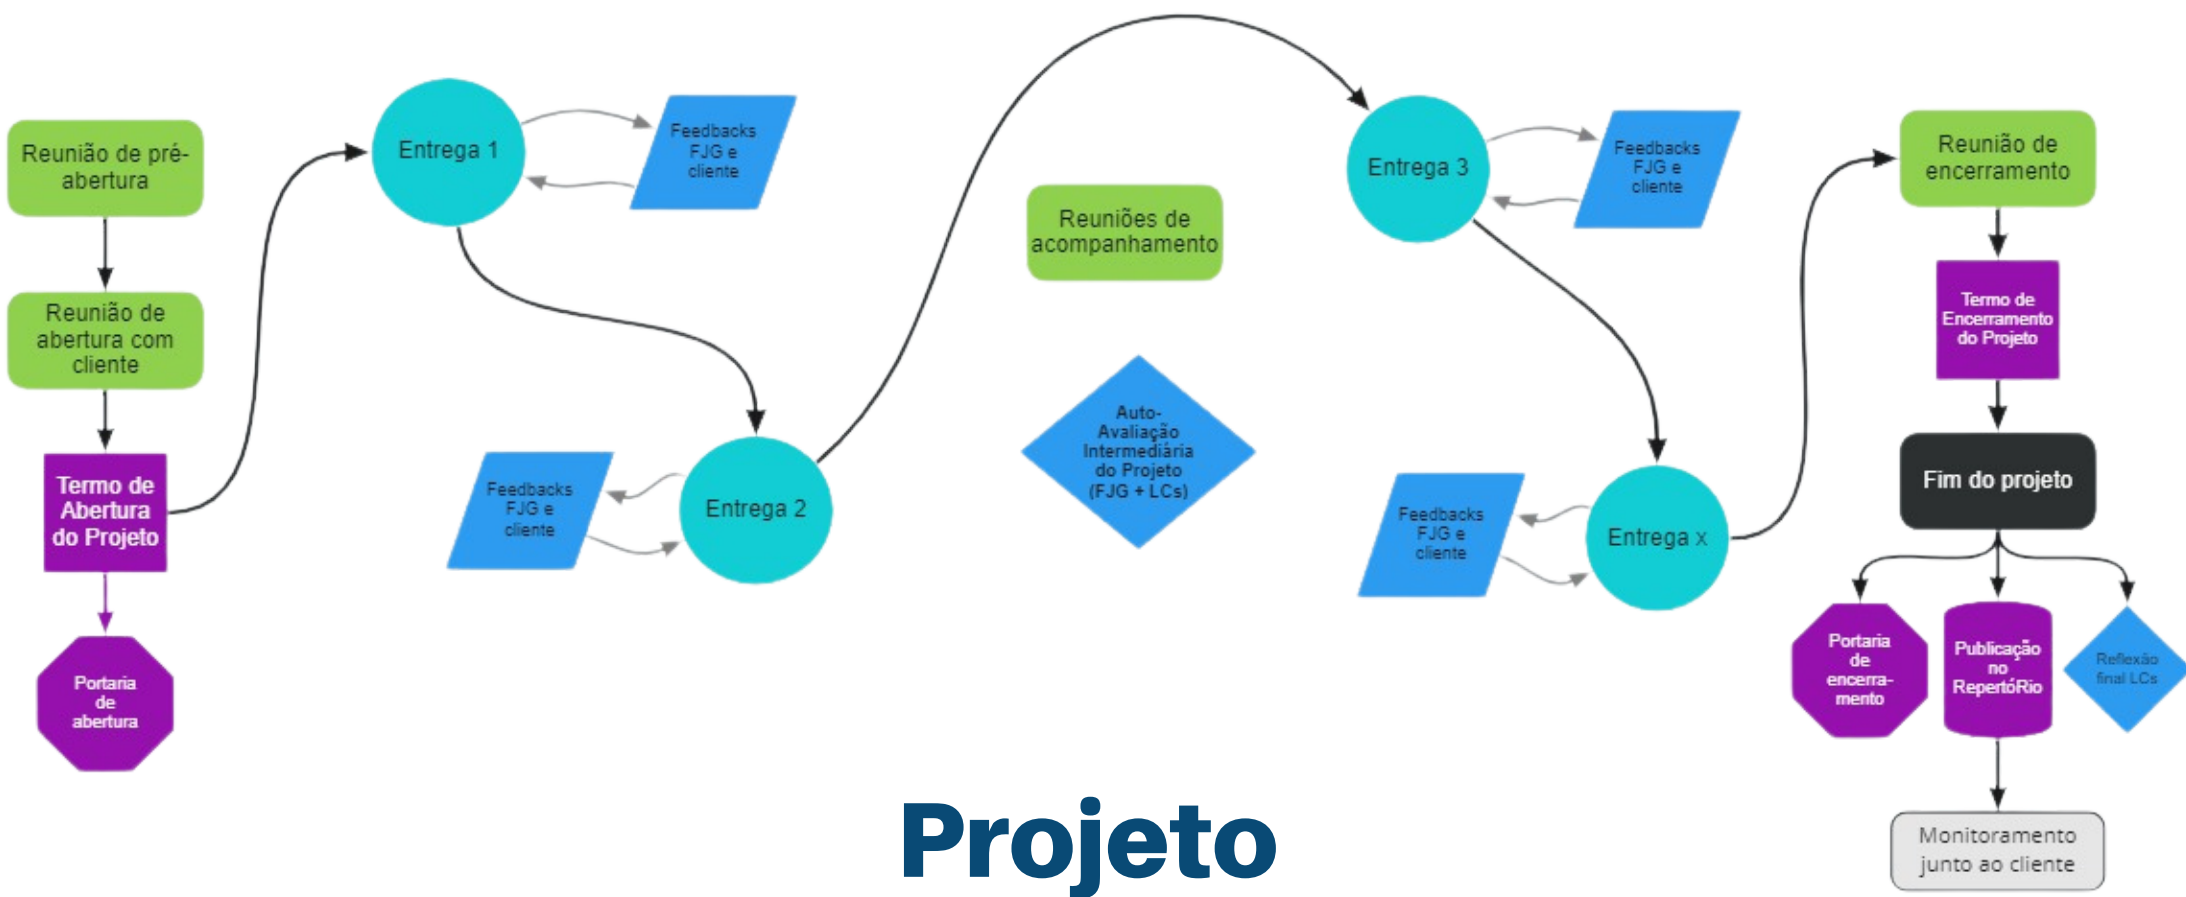 Reunião de pré-
abertura
Reunião de
abertura com
cliente
Termo de
Abertura
do Projeto
Portaria
de
abertura
Entrega 1
Feedbacks
FJG e
cliente
Feedbacks
FJG e
cliente
Entrega 2
Reuniões de
acompanhamento
Auto-
Avaliação
Intermediária
do Projeto
(FJG + LCs)
Entrega 3
Feedbacks
FJG e
cliente
Feedbacks
FJG e
cliente
Entrega x
Reunião de
encerramento
Termo de
Encerramento
do Projeto
Fim do projeto
Portaria
de
encerra-
mento
Publicação
no
RepertóRio
Reflexão
final LCs
Monitoramento
junto ao cliente
Projeto